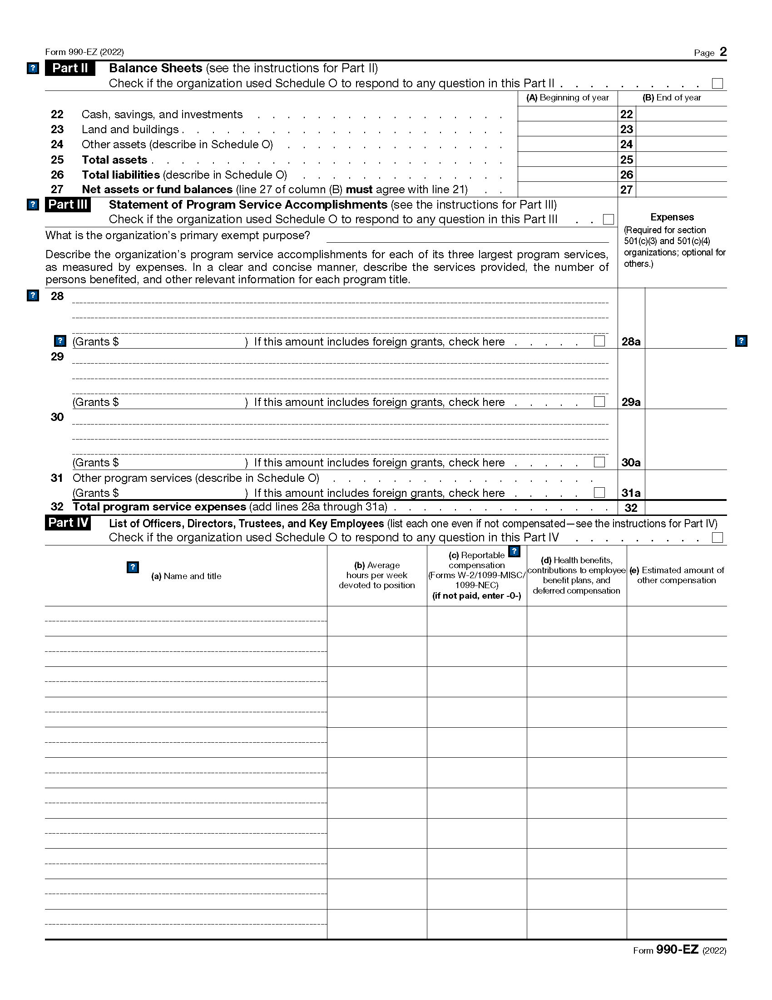 Form 990-EZ (2022) Page 2
? Part II Balance Sheets (see the instructions for Part II)
Check if the organization used Schedule O to respond to any question in this Part II . . . . . . . . . .
(A) Beginning of year (B) End of year
22 Cash, savings, and investments . . . . . . . . . . . . . . . . . 22
23 Land and buildings . . . . . . . . . . . . . . . . . . . . . . 23
24 Other assets (describe in Schedule O) . . . . . . . . . . . . . . . 24
25 Total assets . . . . . . . . . . . . . . . . . . . . . . . . 25
26 Total liabilities (describe in Schedule O) . . . . . . . . . . . . . . 26
27 Net assets or fund balances (line 27 of column (B) must agree with line 21) . . 27
? Part III Statement of Program Service Accomplishments (see the instructions for Part III)
Check if the organization used Schedule O to respond to any question in this Part III . .
Expenses
(Required for section
501(c)(3) and 501(c)(4)
organizations; optional for
others.)
What is the organization's primary exempt purpose?
Describe the organization's program service accomplishments for each of its three largest program services,
as measured by expenses. In a clear and concise manner, describe the services provided, the number of
persons benefited, and other relevant information for each program title.
? 28
? (Grants $ ) If this amount includes foreign grants, check here . . . . . 28a ?
29
(Grants $ ) If this amount includes foreign grants, check here . . . . . 29a
30
(Grants $ ) If this amount includes foreign grants, check here . . . . . 30a
31 Other program services (describe in Schedule O) . . . . . . . . . . . . . . . . . .
(Grants $ ) If this amount includes foreign grants, check here . . . . . 31a
32 Total program service expenses (add lines 28a through 31a) . . . . . . . . . . . . . . . 32
Part IV List of Officers, Directors, Trustees, and Key Employees (list each one even if not compensated—see the instructions for Part IV)
Check if the organization used Schedule O to respond to any question in this Part IV . . . . . . . . .
? (a) Name and title
(b) Average
hours per week
devoted to position
(c) Reportable ?
compensation
(Forms W-2/1099-MISC/
1099-NEC)
(if not paid, enter -0-)
(d) Health benefits,
contributions to employee
benefit plans, and
deferred compensation
(e) Estimated amount of
other compensation
Form 990-EZ (2022)